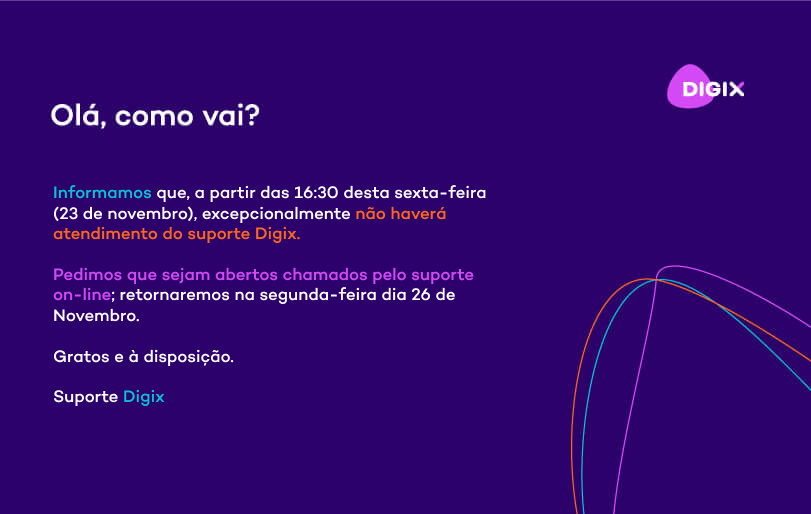 DIGIX
Olá, como vai?
Informamos que, a partir das 16:30 desta sexta-feira
(23 de novembro), excepcionalmente não haverá
atendimento do suporte Digix.
Pedimos que sejam abertos chamados pelo suporte
on-line; retornaremos na segunda-feira dia 26 de
Novembro.
Gratos e à disposição.
Suporte Digix